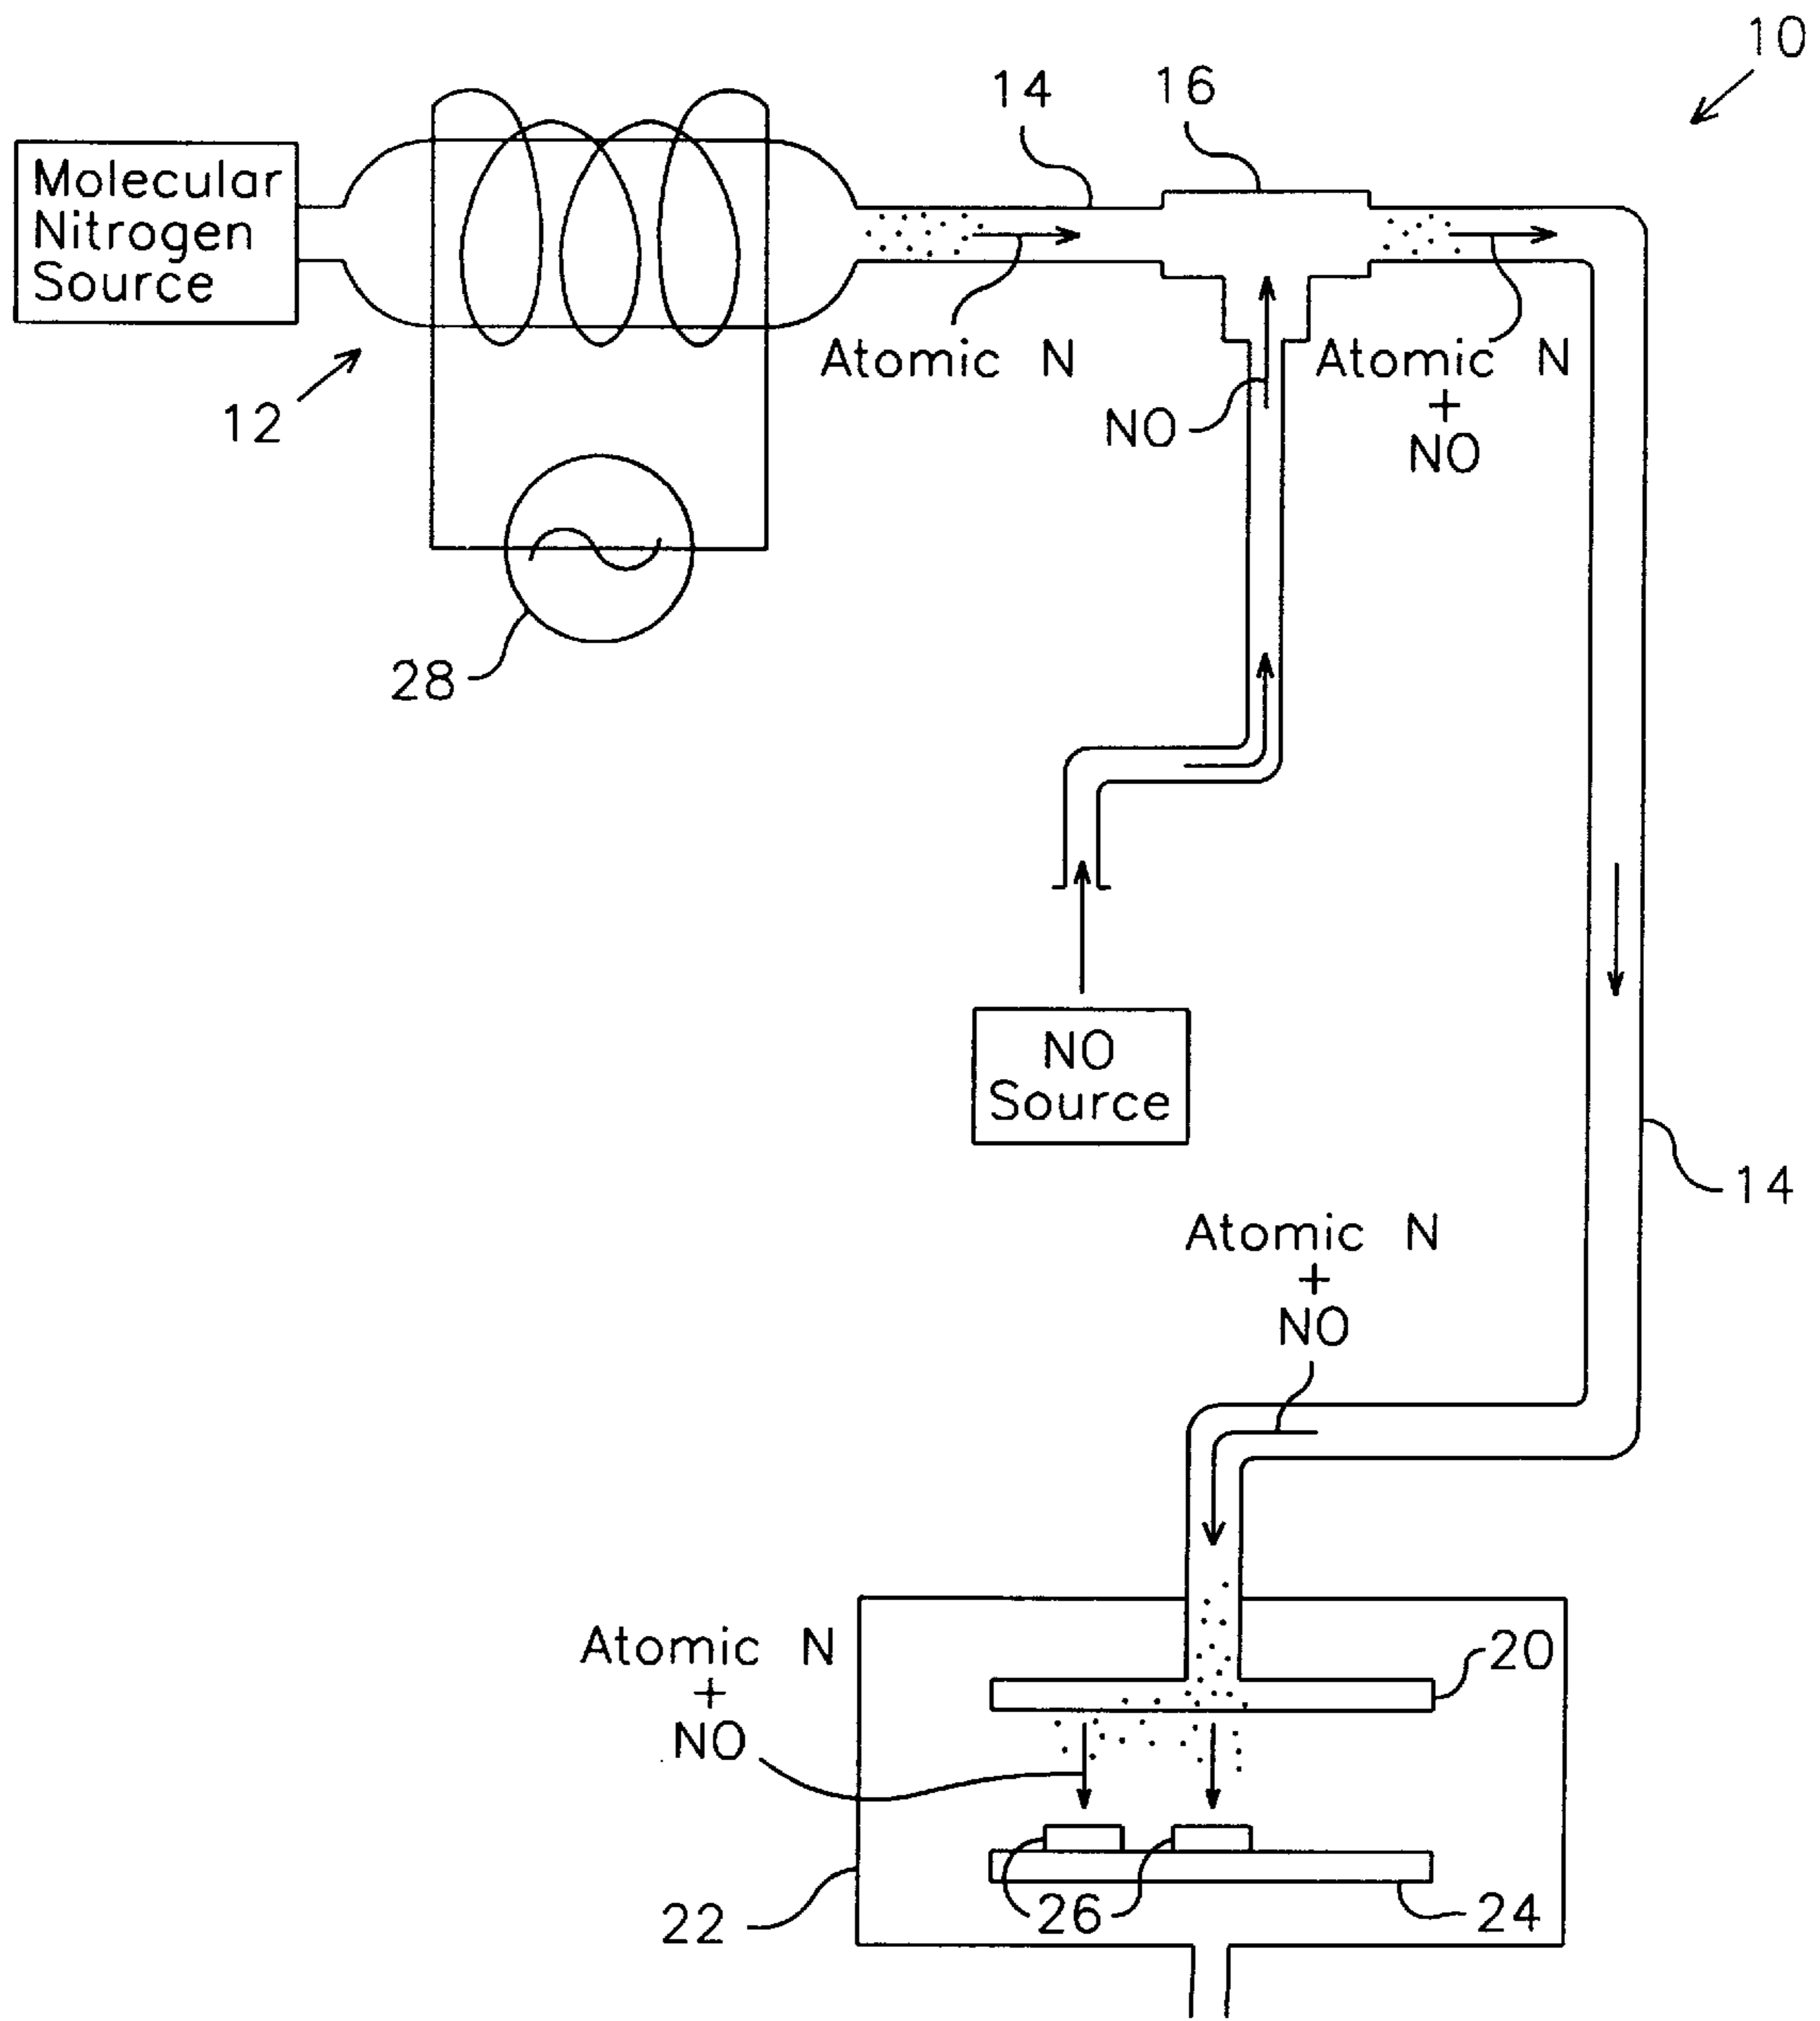 10
14
16
Molecular
Nitrogen
Source
Atomic N
Atomic N
+
NO
NO
12
28
NO
Source
14
Atomic N
+
NO
Atomic N
+
NO
20
22
26
24